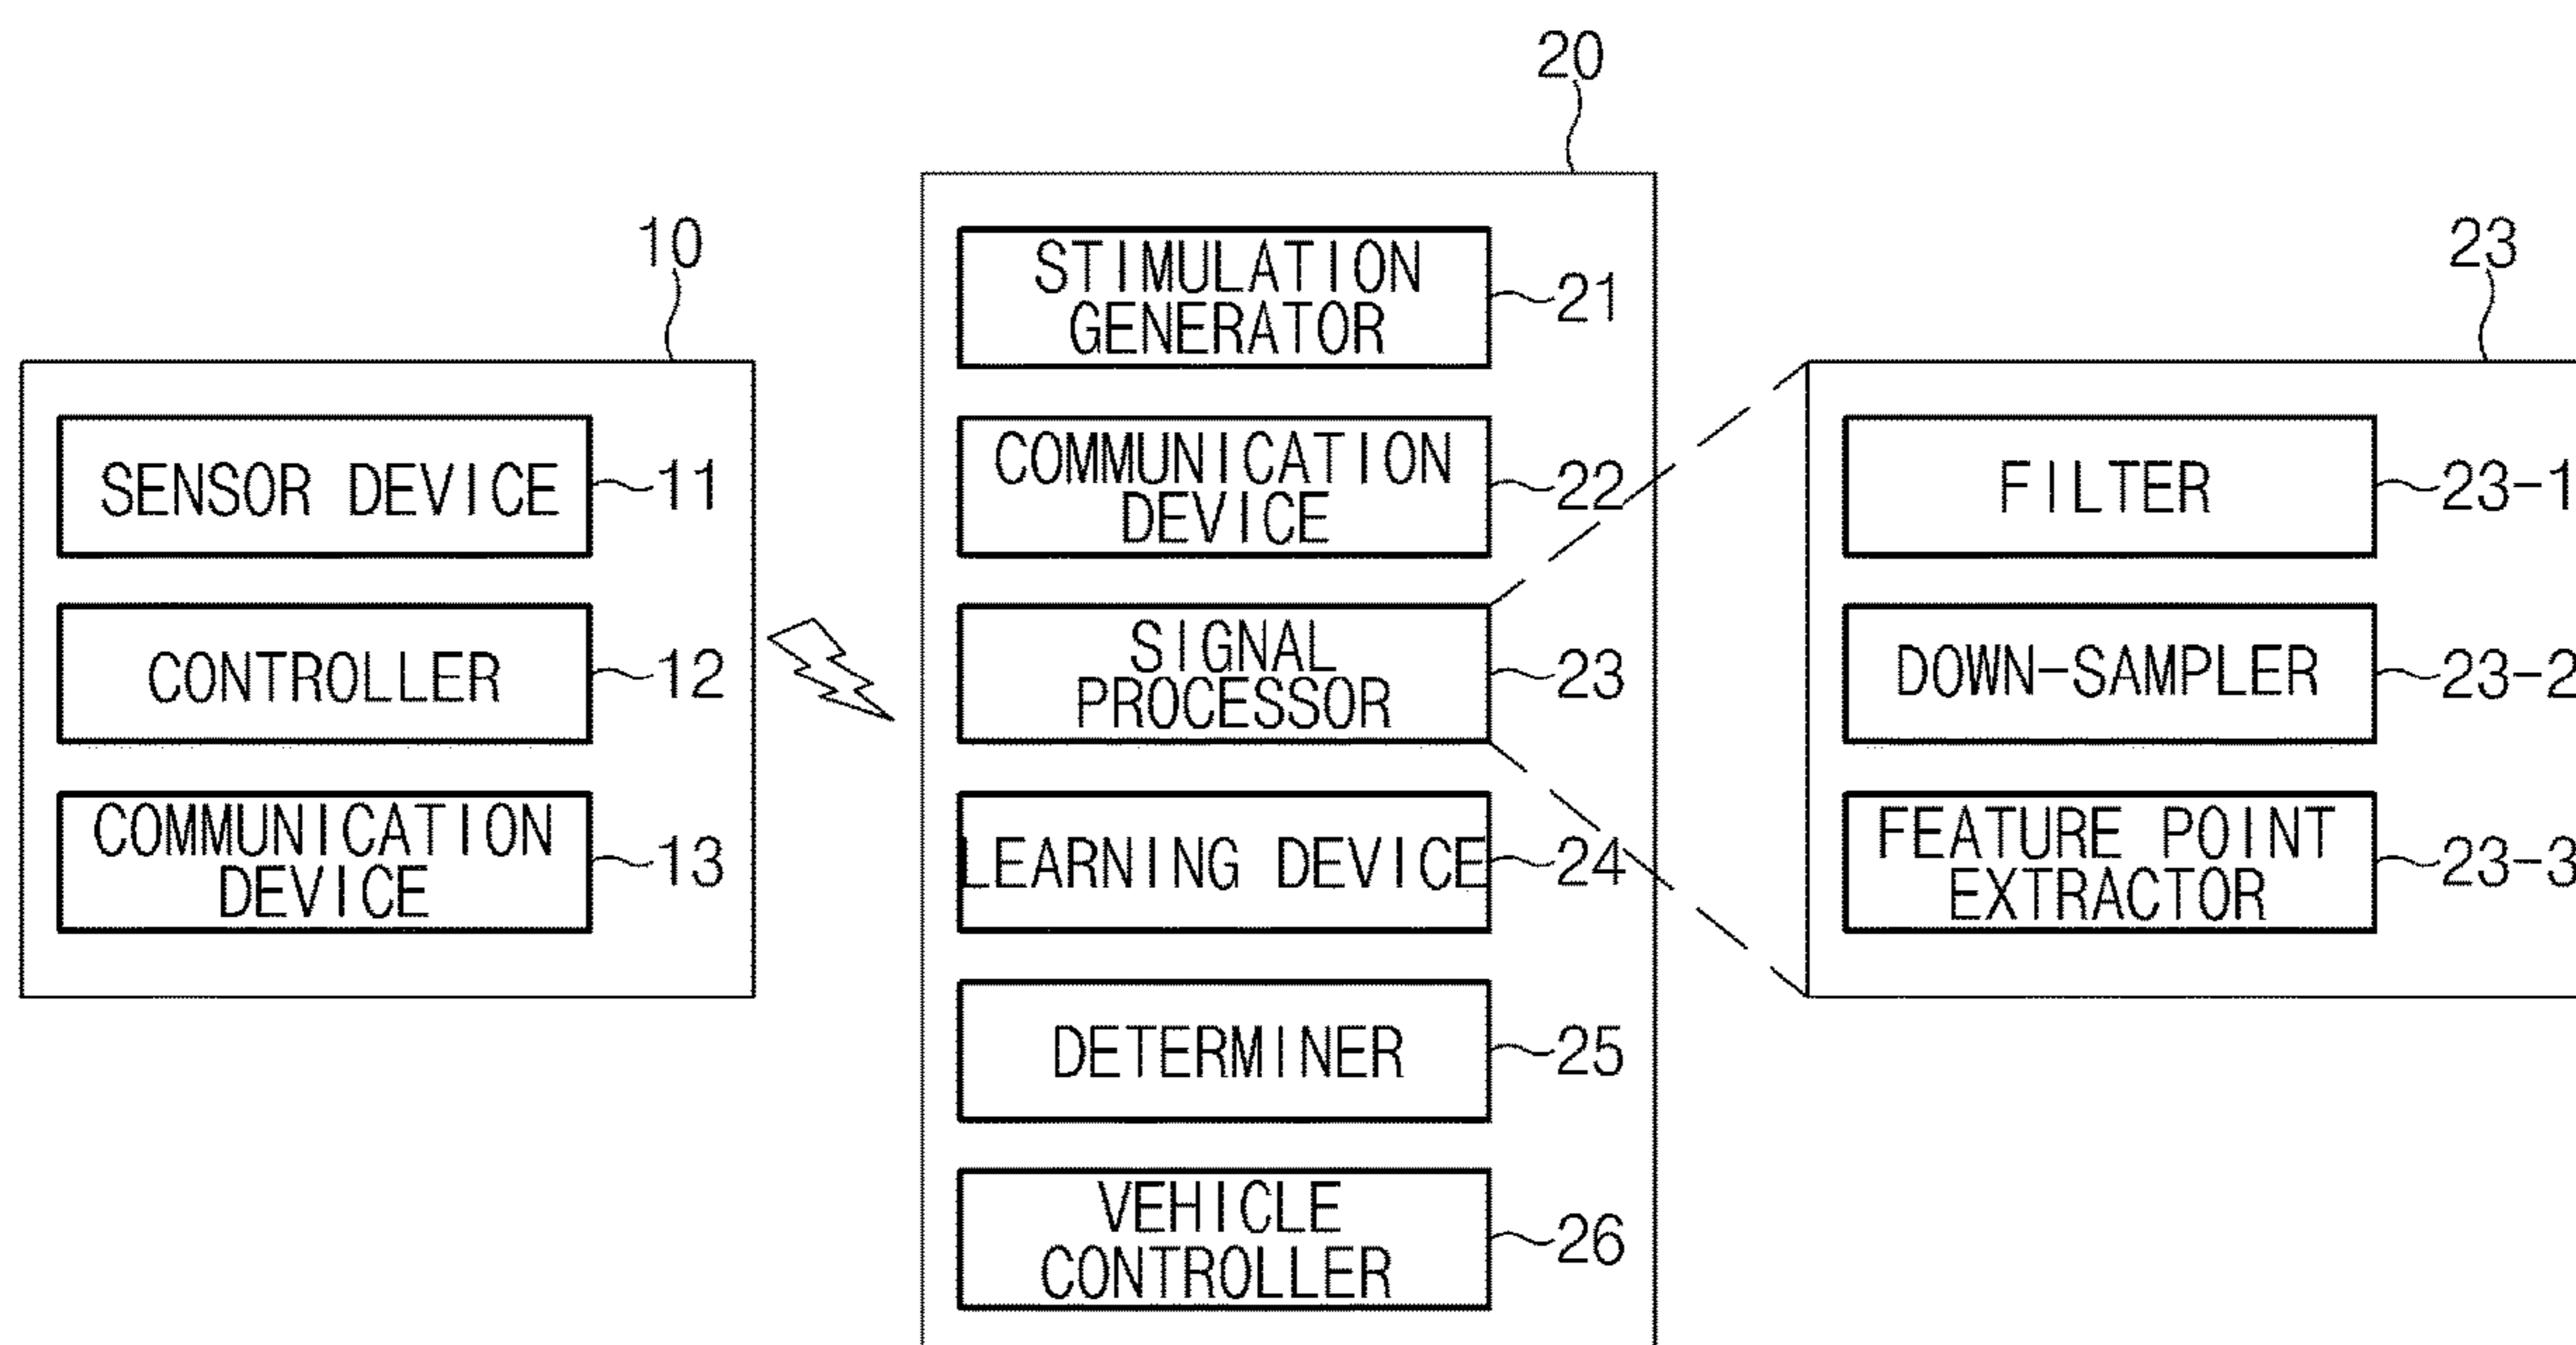 20
10
23
STIMULATION
GENERATOR
21
SENSOR DEVICE
11
COMMUNICATION
DEVICE
22
FILTER
23-1
CONTROLLER
12
SIGNAL
PROCESSOR
23
DOWN-SAMPLER
23-2
COMMUNICATION
DEVICE
13
LEARNING DEVICE
24
FEATURE POINT
EXTRACTOR
23-3
DETERMINER
25
VEHICLE
CONTROLLER
26